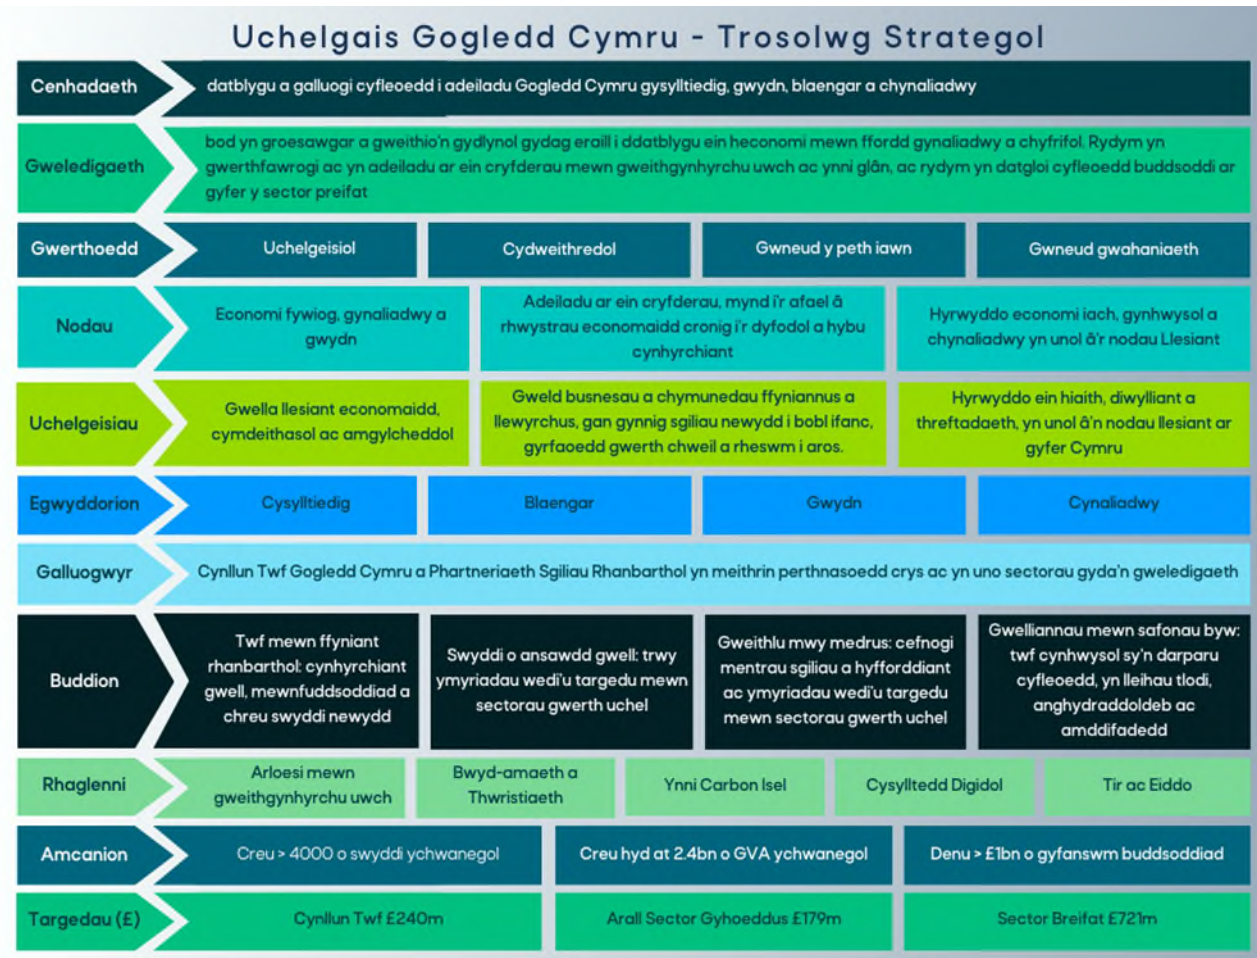 Uchelgais Gogledd Cymru - Trosolwg Strategol
Cenhadaeth
datblygu a galluogi cyfleoedd i adeiladu Gogledd Cymru gysylltiedig, gwydn, blaengar a chynaliadwy
Gweledigaeth
bod yn groesawgar a gweithio'n gydlynol gydag eraill i ddatblygu ein heconomi mewn ffordd gynaliadwy a chyfrifol. Rydym yn
gwerthfawrogi ac yn adeiladu ar ein cryfderau mewn gweithgynhyrchu uwch ac ynni glân, ac rydym yn datgloi cyfleoedd buddsoddi ar
gyfer y sector preifat
Gwerthoedd
Uchelgeisiol
Cydweithredol
Gwneud y peth iawn
Gwneud gwahaniaeth
Nodau
Economi fywiog, gynaliadwy a
gwydn
Adeiladu ar ein cryfderau, mynd i'r afael â
rhwystrau economaidd cronig i'r dyfodol a hybu
cynhyrchiant
Hyrwyddo economi iach, gynhwysol a
chynaliadwy yn unol â'r nodau Llesiant
Uchelgeisiau
Gwella llesiant economaidd,
cymdeithasol ac amgylcheddol
Gweld busnesau a chymunedau ffyniannus a
llewyrchus, gan gynnig sgiliau newydd i bobl ifanc,
gyrfaoedd gwerth chweil a rheswm i aros.
Hyrwyddo ein hiaith, diwylliant a
threftadaeth, yn unol â'n nodau llesiant ar
gyfer Cymru
Egwyddorion
Cysylltiedig
Blaengar
Gwydn
Cynaliadwy
Galluogwyr
Cynllun Twf Gogledd Cymru a Phartneriaeth Sgiliau Rhanbarthol yn meithrin perthnasoedd crys ac yn uno sectorau gyda'n gweledigaeth
Buddion
Twf mewn ffyniant
rhanbarthol: cynhyrchiant
gwell, mewnfuddsoddiad a
chreu swyddi newydd
Swyddi o ansawdd gwell: trwy
ymyriadau wedi'u targedu mewn
sectorau gwerth uchel
Gweithlu mwy medrus: cefnogi
mentrau sgiliau a hyfforddiant
ac ymyriadau wedi'u targedu
mewn sectorau gwerth uchel
Gwelliannau mewn safonau byw:
twf cynhwysol sy'n darparu
cyfleoedd, yn lleihau tlodi,
anghydraddoldeb ac
amddifadedd
Rhaglenni
Arloesi mewn
gweithgynhyrchu uwch
Bwyd-amaeth a
Thwristiaeth
Ynni Carbon Isel
Cysylltedd Digidol
Tir ac Eiddo
Amcanion
Creu > 4000 o swyddi ychwanegol
Creu hyd at 2.4bn o GVA ychwanegol
Denu > £1bn o gyfanswm buddsoddiad
Targedau (£)
Cynllun Twf £240m
Arall Sector Gyhoeddus £179m
Sector Breifat £721m